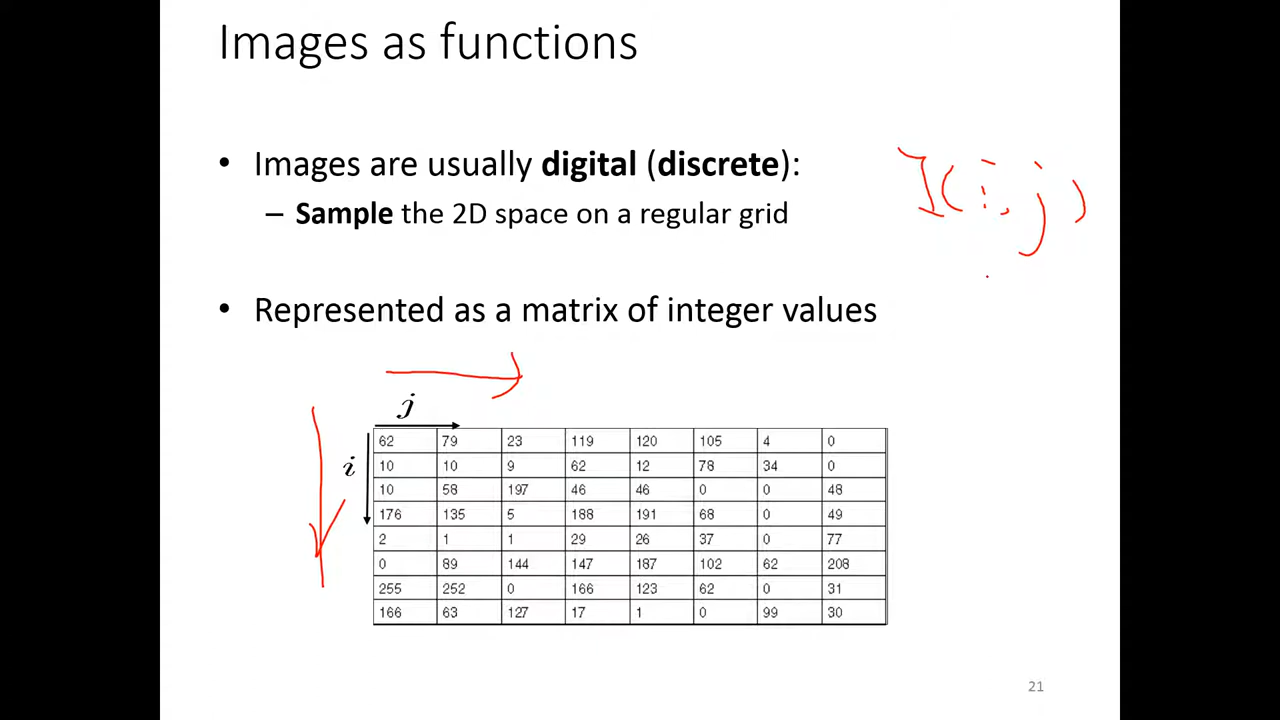 Images as functions
• Images are usually digital (discrete):
– Sample the 2D space on a regular grid
I(i, j)
• Represented as a matrix of integer values
j
i
62 79 23 119 120 105 4 0
10 10 9 62 12 78 34 0
10 58 197 46 46 0 0 48
176 135 5 188 191 68 0 49
2 1 1 29 26 37 0 77
0 89 144 147 187 102 62 208
255 252 0 166 123 62 0 31
166 63 127 17 1 0 99 30
21